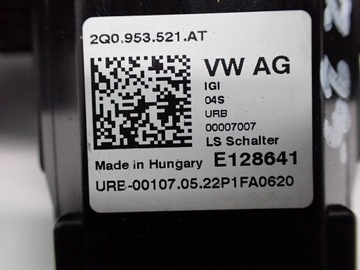 2Q0.953.521.AT
VW AG
IGI
04S
URB
00007007
LS Schalter
Made in Hungary E128641
URB-00107.05.22P1FA0620